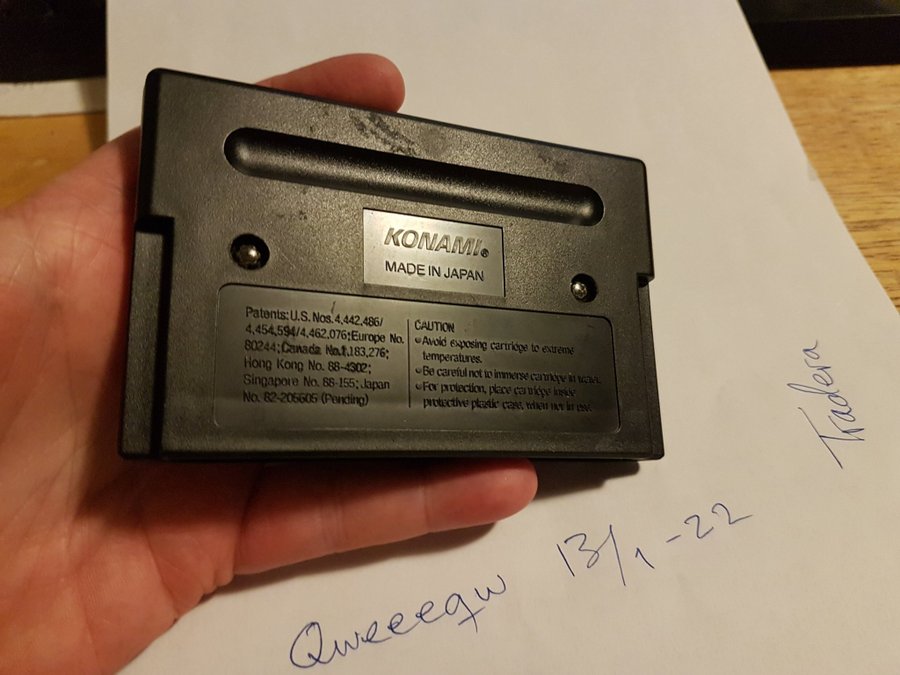 KONAMI®
MADE IN JAPAN
Patents: U.S. Nos. 4,442,486/
4,454,594/4,462,076; Europe No.
80244; Canada No. 1,183,276;
Hong Kong No. 88-4302;
Singapore No. 88-155; Japan
No. 82-205605 (Pending)
CAUTION
• Avoid exposing cartridge to extreme
temperatures.
• Be careful not to immerse cartridge in water.
• For protection, place cartridge inside
protective plastic case, when not in use.
Tradera
Qweeeqw 13/1-22